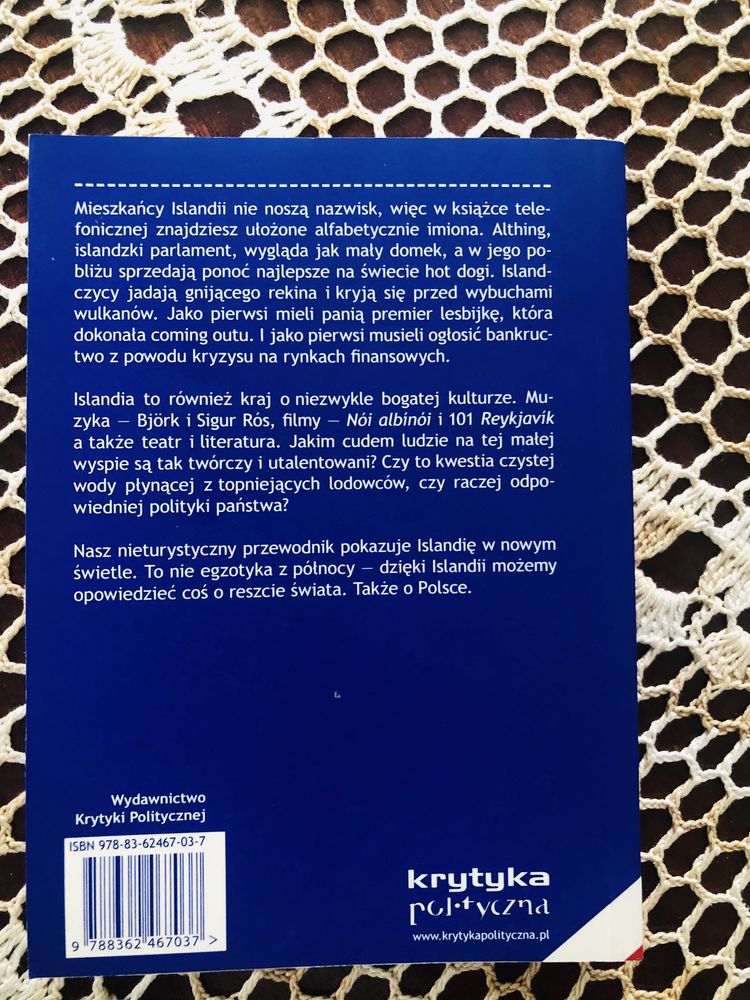 Mieszkańcy Islandii nie noszą nazwisk, więc w książce tele-
fonicznej znajdziesz ułożone alfabetycznie imiona. Althing,
islandzki parlament, wygląda jak mały domek, a w jego po-
bliżu sprzedają ponoć najlepsze na świecie hot dogi. Island-
czycy jadają gnijącego rekina i kryją się przed wybuchami
wulkanów. Jako pierwsi mieli panią premier lesbijkę, która
dokonała coming outu. I jako pierwsi musieli ogłosić bankruc-
two z powodu kryzysu na rynkach finansowych.
Islandia to również kraj o niezwykle bogatej kulturze. Mu-
zyka — Björk i Sigur Rós, filmy — Nói albínói i 101 Reykjavík
a także teatr i literatura. Jakim cudem ludzie na tej małej
wyspie są tak twórczy i utalentowani? Czy to kwestia czystej
wody płynącej z topniejących lodowców, czy raczej odpo-
wiedniej polityki państwa?
Nasz nieturystyczny przewodnik pokazuje Islandię w nowym
świetle. To nie egzotyka z północy — dzięki Islandii możemy
opowiedzieć coś o reszcie świata. Także o Polsce.
Wydawnictwo
Krytyki Politycznej
ISBN 978-83-62467-03-7
9 788362 467037 >
krytyka
polityczna
www.krytykapolityczna.pl